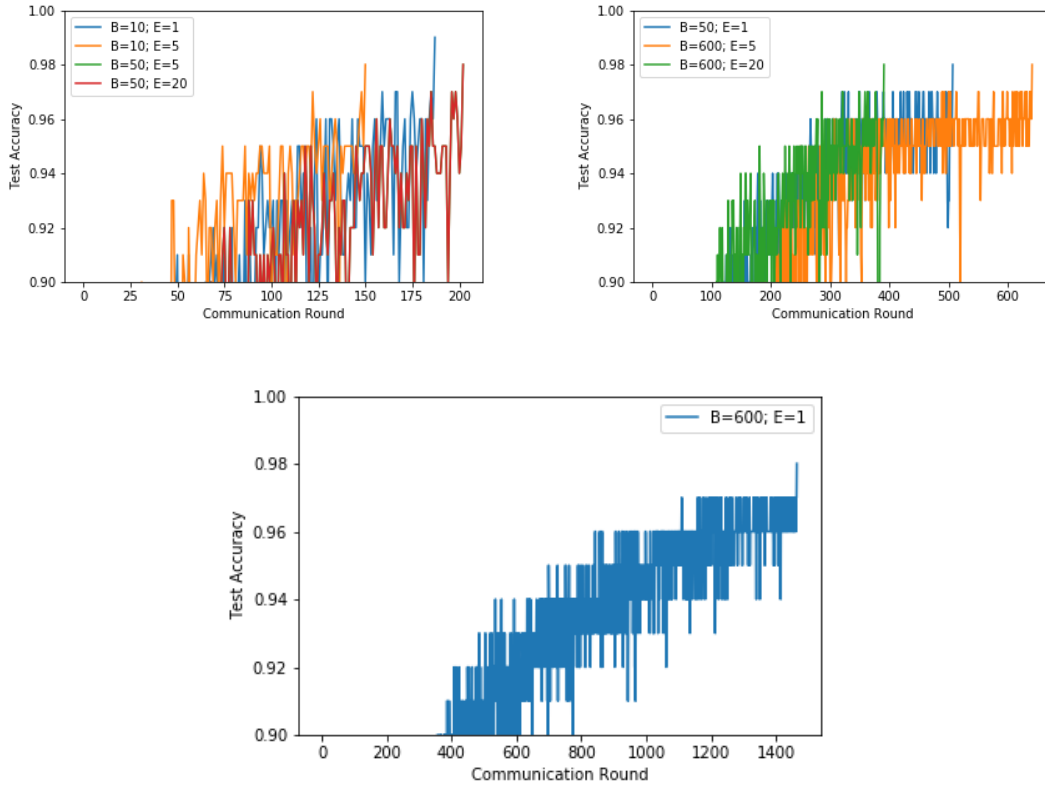 1.00
0.98
0.96
0.94
0.92
0.90
Test Accuracy
B=10; E=1
B=10; E=5
B=50; E=5
B=50; E=20
0 25 50 75 100 125 150 175 200
Communication Round
1.00
0.98
0.96
0.94
0.92
0.90
Test Accuracy
B=50; E=1
B=600; E=5
B=600; E=20
0 100 200 300 400 500 600
Communication Round
1.00
0.98
0.96
0.94
0.92
0.90
Test Accuracy
B=600; E=1
0 200 400 600 800 1000 1200 1400
Communication Round